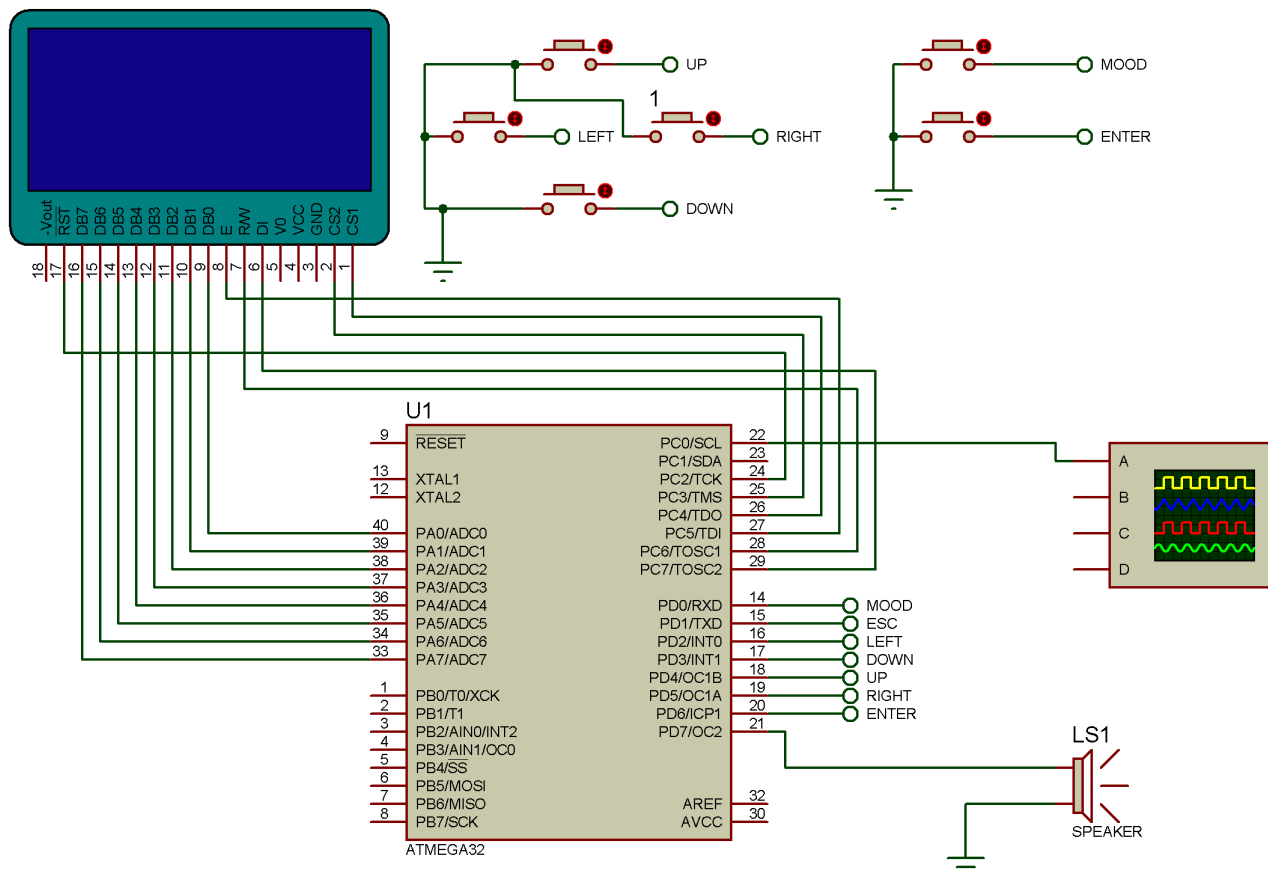 -Vout
RST
DB7
DB6
DB5
DB4
DB3
DB2
DB1
DB0
E
R/W
DI
V0
VCC
GND
CS2
CS1
18
17
16
15
14
13
12
11
10
9
8
7
6
5
4
3
2
1
UP
1
LEFT
RIGHT
DOWN
MOOD
ENTER
U1
9 RESET
13 XTAL1
12 XTAL2
40 PA0/ADC0
39 PA1/ADC1
38 PA2/ADC2
37 PA3/ADC3
36 PA4/ADC4
35 PA5/ADC5
34 PA6/ADC6
33 PA7/ADC7
1 PB0/T0/XCK
2 PB1/T1
3 PB2/AIN0/INT2
4 PB3/AIN1/OC0
5 PB4/SS
6 PB5/MOSI
7 PB6/MISO
8 PB7/SCK
PC0/SCL 22
PC1/SDA 23
PC2/TCK 24
PC3/TMS 25
PC4/TDO 26
PC5/TDI 27
PC6/TOSC1 28
PC7/TOSC2 29
PD0/RXD 14 MOOD
PD1/TXD 15 ESC
PD2/INT0 16 LEFT
PD3/INT1 17 DOWN
PD4/OC1B 18 UP
PD5/OC1A 19 RIGHT
PD6/ICP1 20 ENTER
PD7/OC2 21
AREF 32
AVCC 30
ATMEGA32
A
B
C
D
LS1
SPEAKER